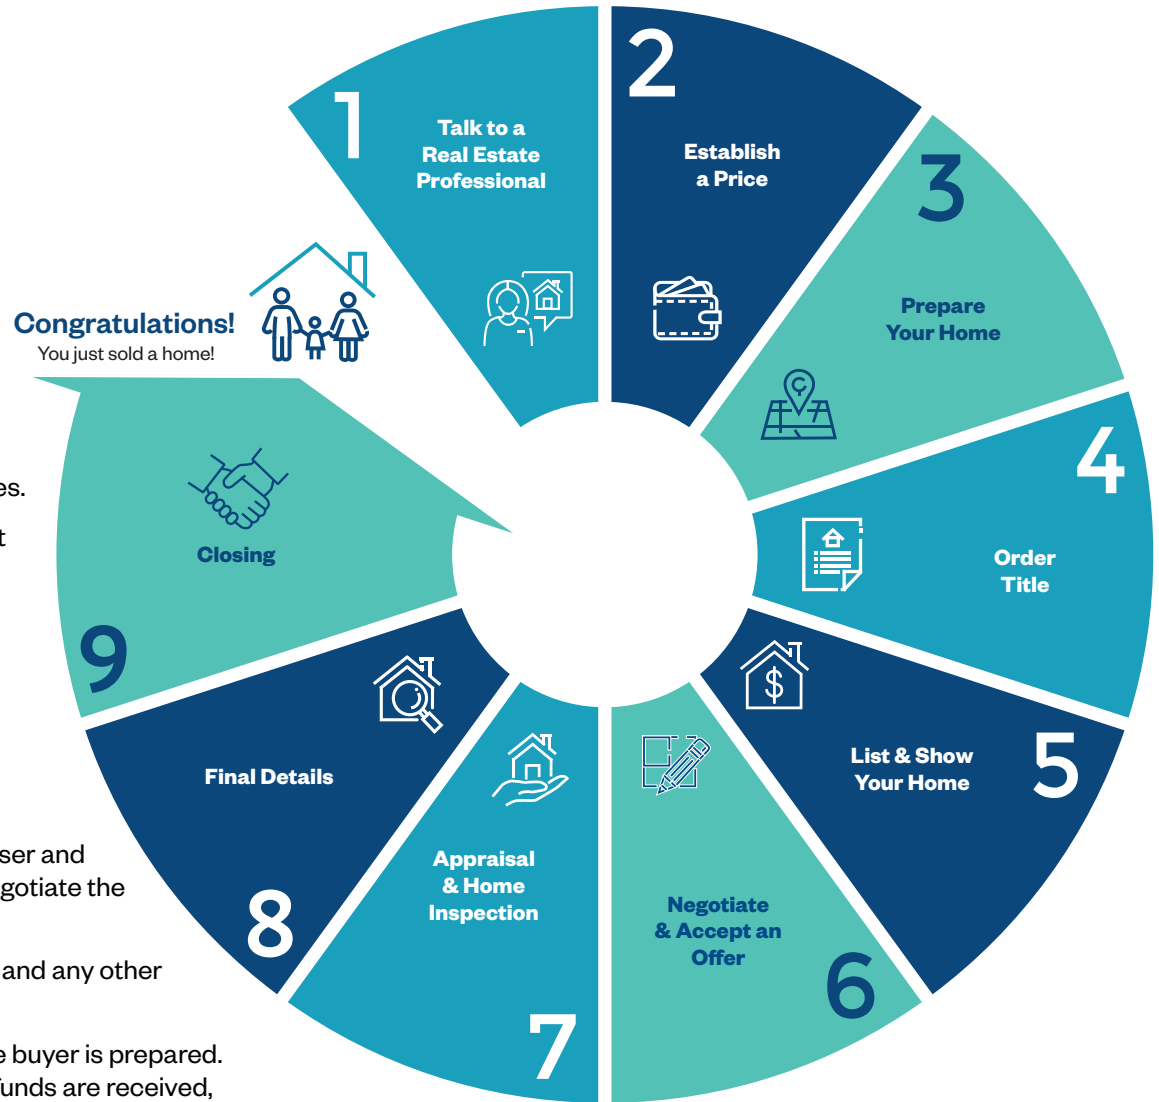 1
Talk to a
Real Estate
Professional
2
Establish
a Price
3
Prepare
Your Home
4
Order
Title
5
List & Show
Your Home
6
Negotiate
& Accept an
Offer
7
Appraisal
& Home
Inspection
8
Final Details
9
Closing
Congratulations!
You just sold a home!
es.
t
ser and
egotiate the
and any other
e buyer is prepared.
funds are received,